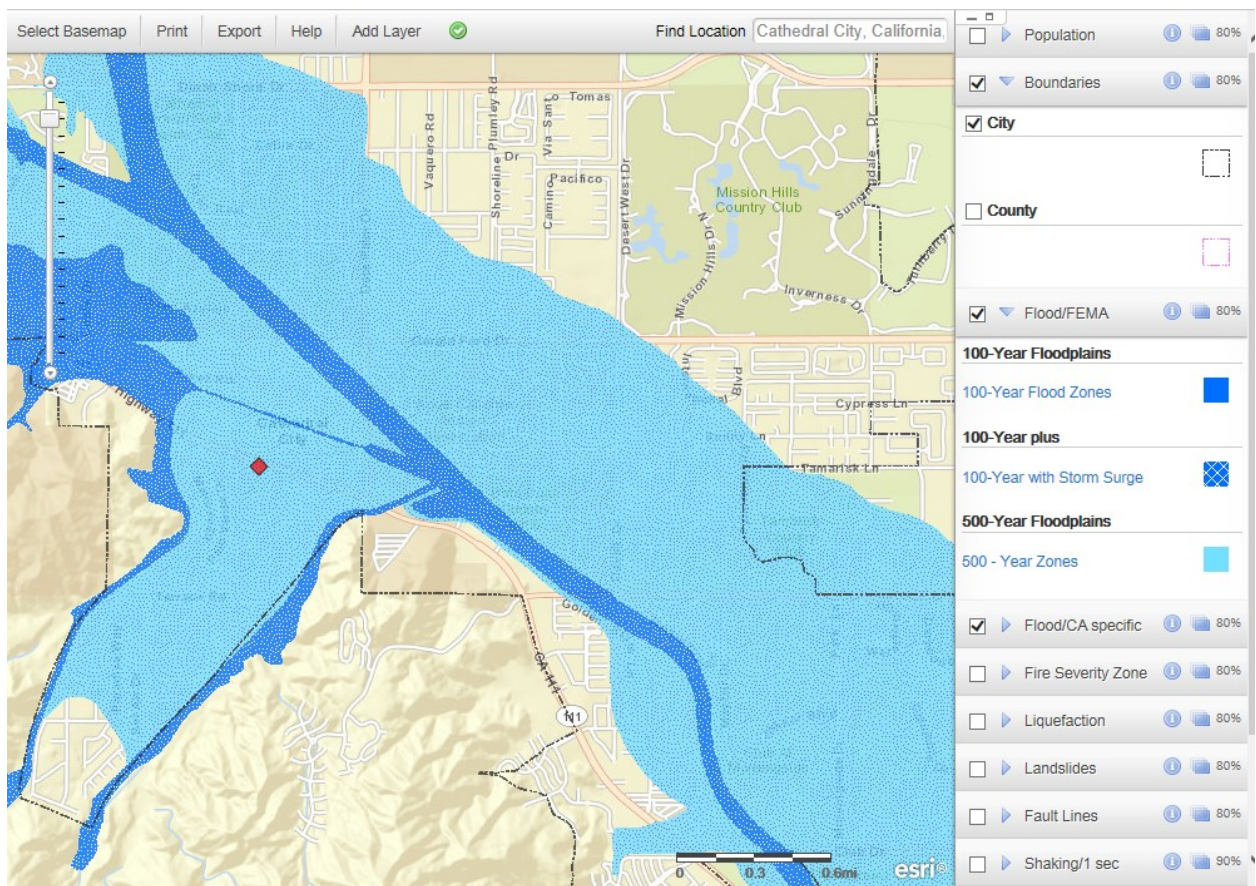 Select Basemap
Print
Export
Help
Add Layer
Find Location
Cathedral City, California,
Vaquero Rd
Shoreline Plumley Rd
Dr
Via Santo Tomas
Camino Pacifico
Desert West Dr
Mission Hills
Country Club
Sunningdale Dr
N Dr
Mission Hills
Inverness Dr
Turnberry
Blvd
Cypress Ln
Tamarisk Ln
City
Highway
Golden
CA-111
111
0
0.3
0.6mi
esri
Population
80%
Boundaries
80%
City
County
Flood/FEMA
80%
100-Year Floodplains
100-Year Flood Zones
100-Year plus
100-Year with Storm Surge
500-Year Floodplains
500 - Year Zones
Flood/CA specific
80%
Fire Severity Zone
80%
Liquefaction
80%
Landslides
80%
Fault Lines
80%
Shaking/1 sec
90%